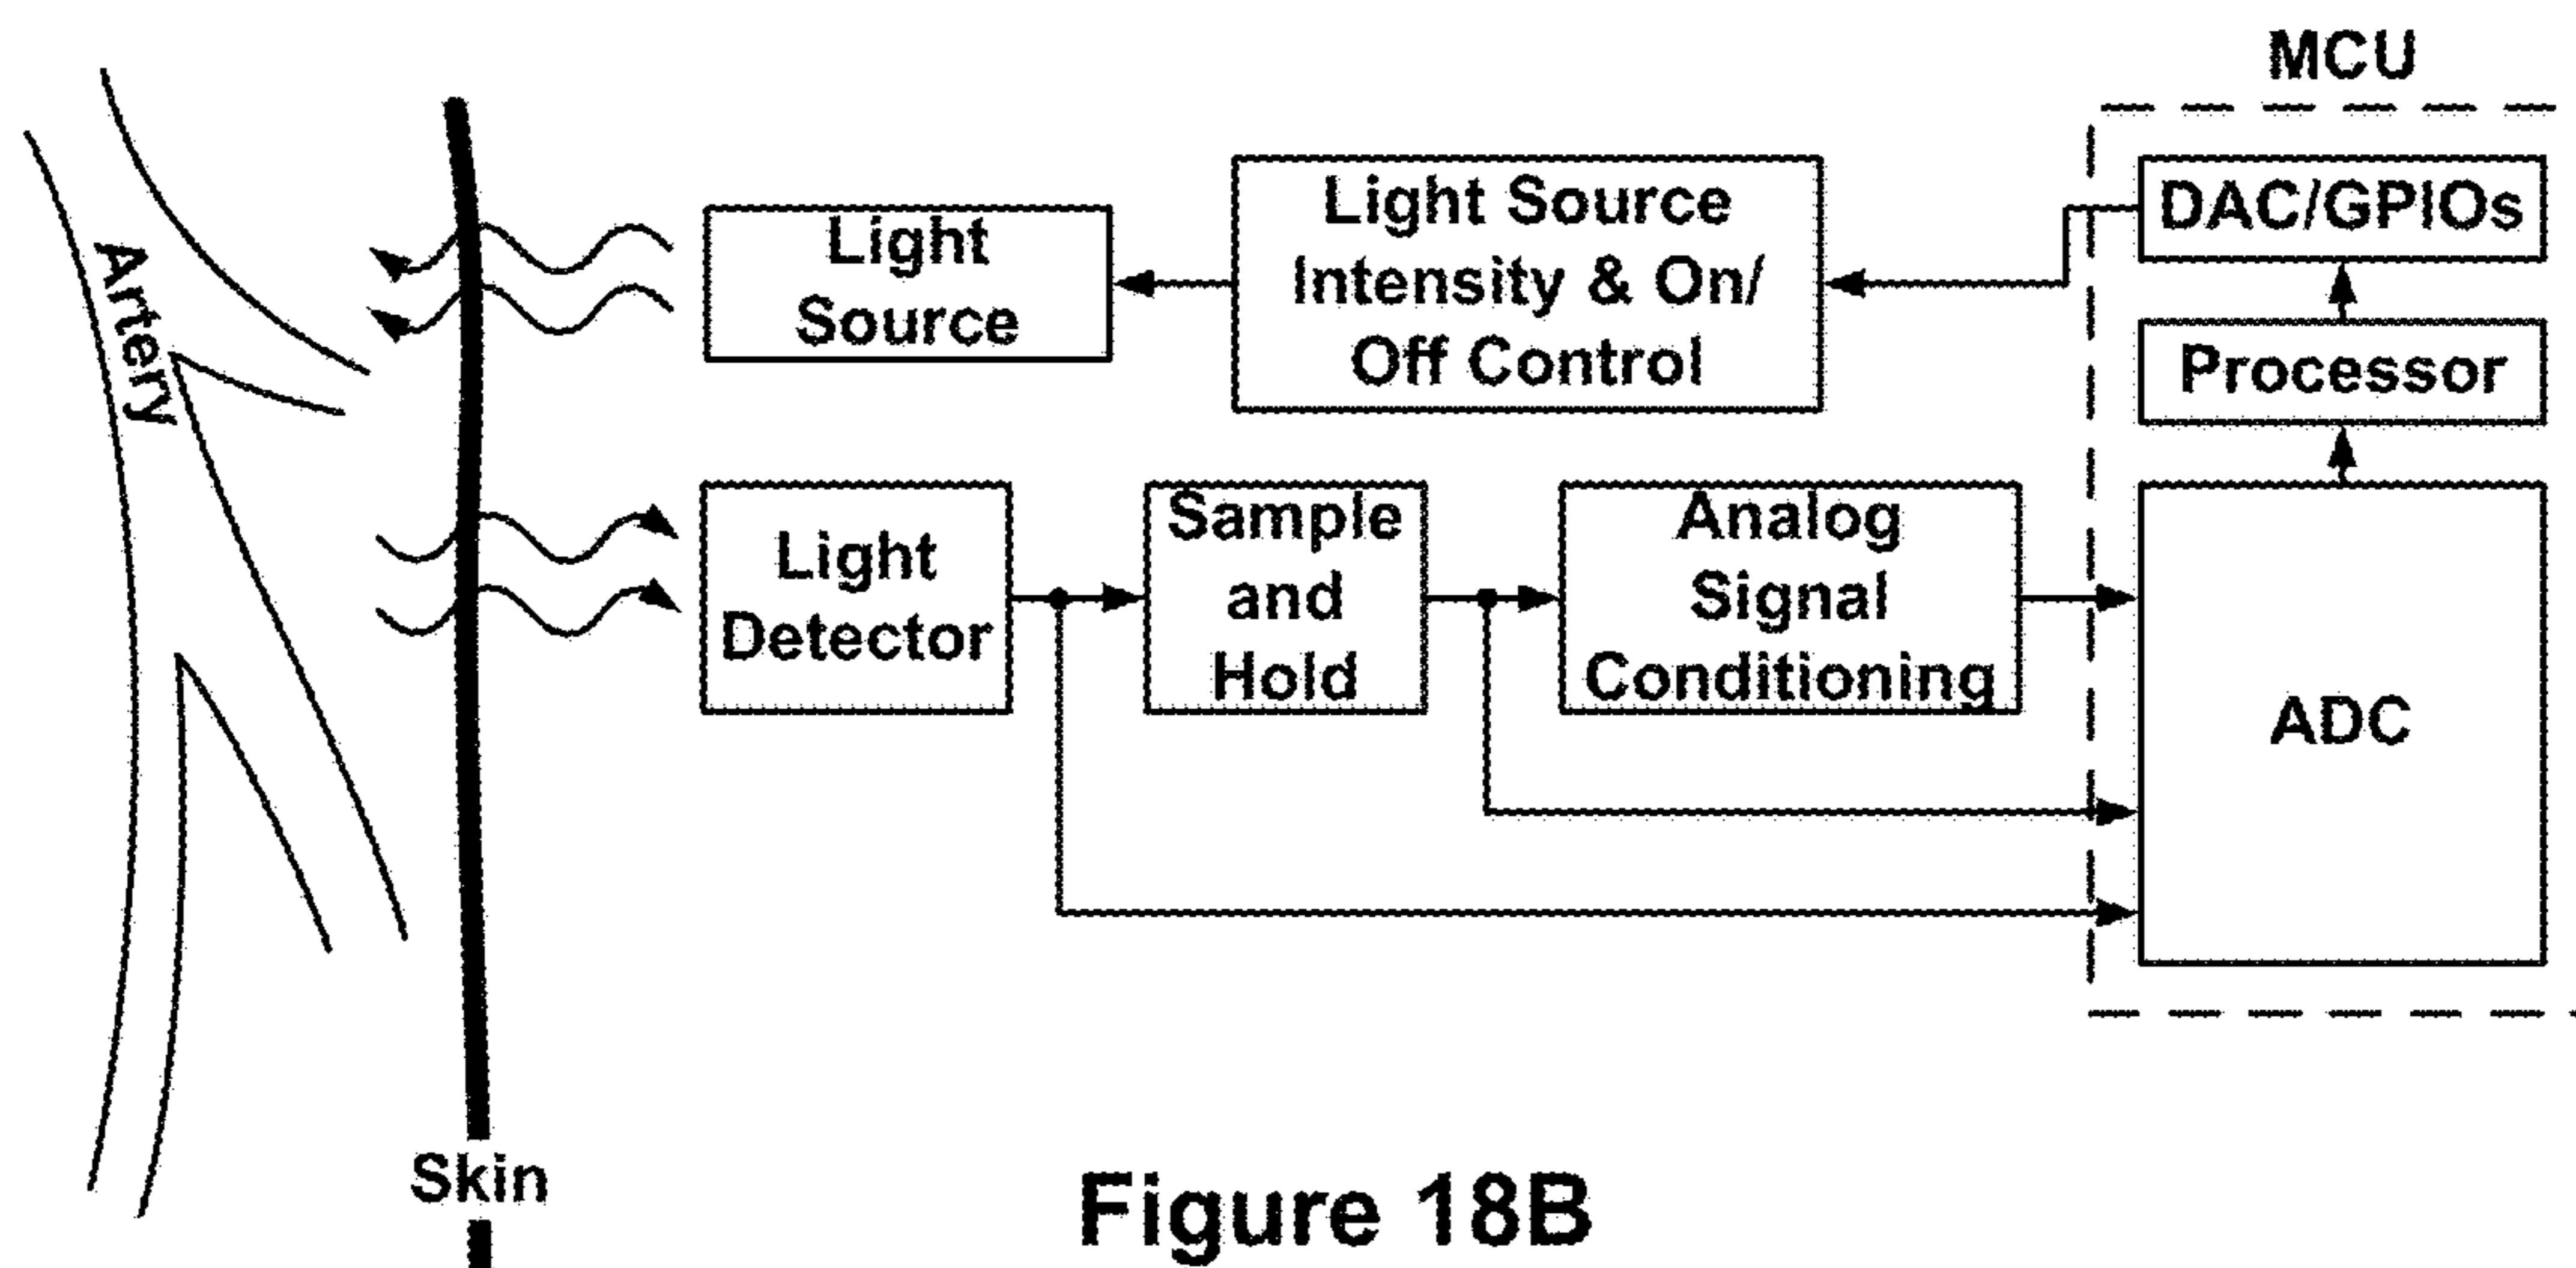 MCU
Artery
Light
Source
Light Source
Intensity & On/
Off Control
DAC/GPIOs
Processor
Light
Detector
Sample
and
Hold
Analog
Signal
Conditioning
ADC
Skin
Figure 18B